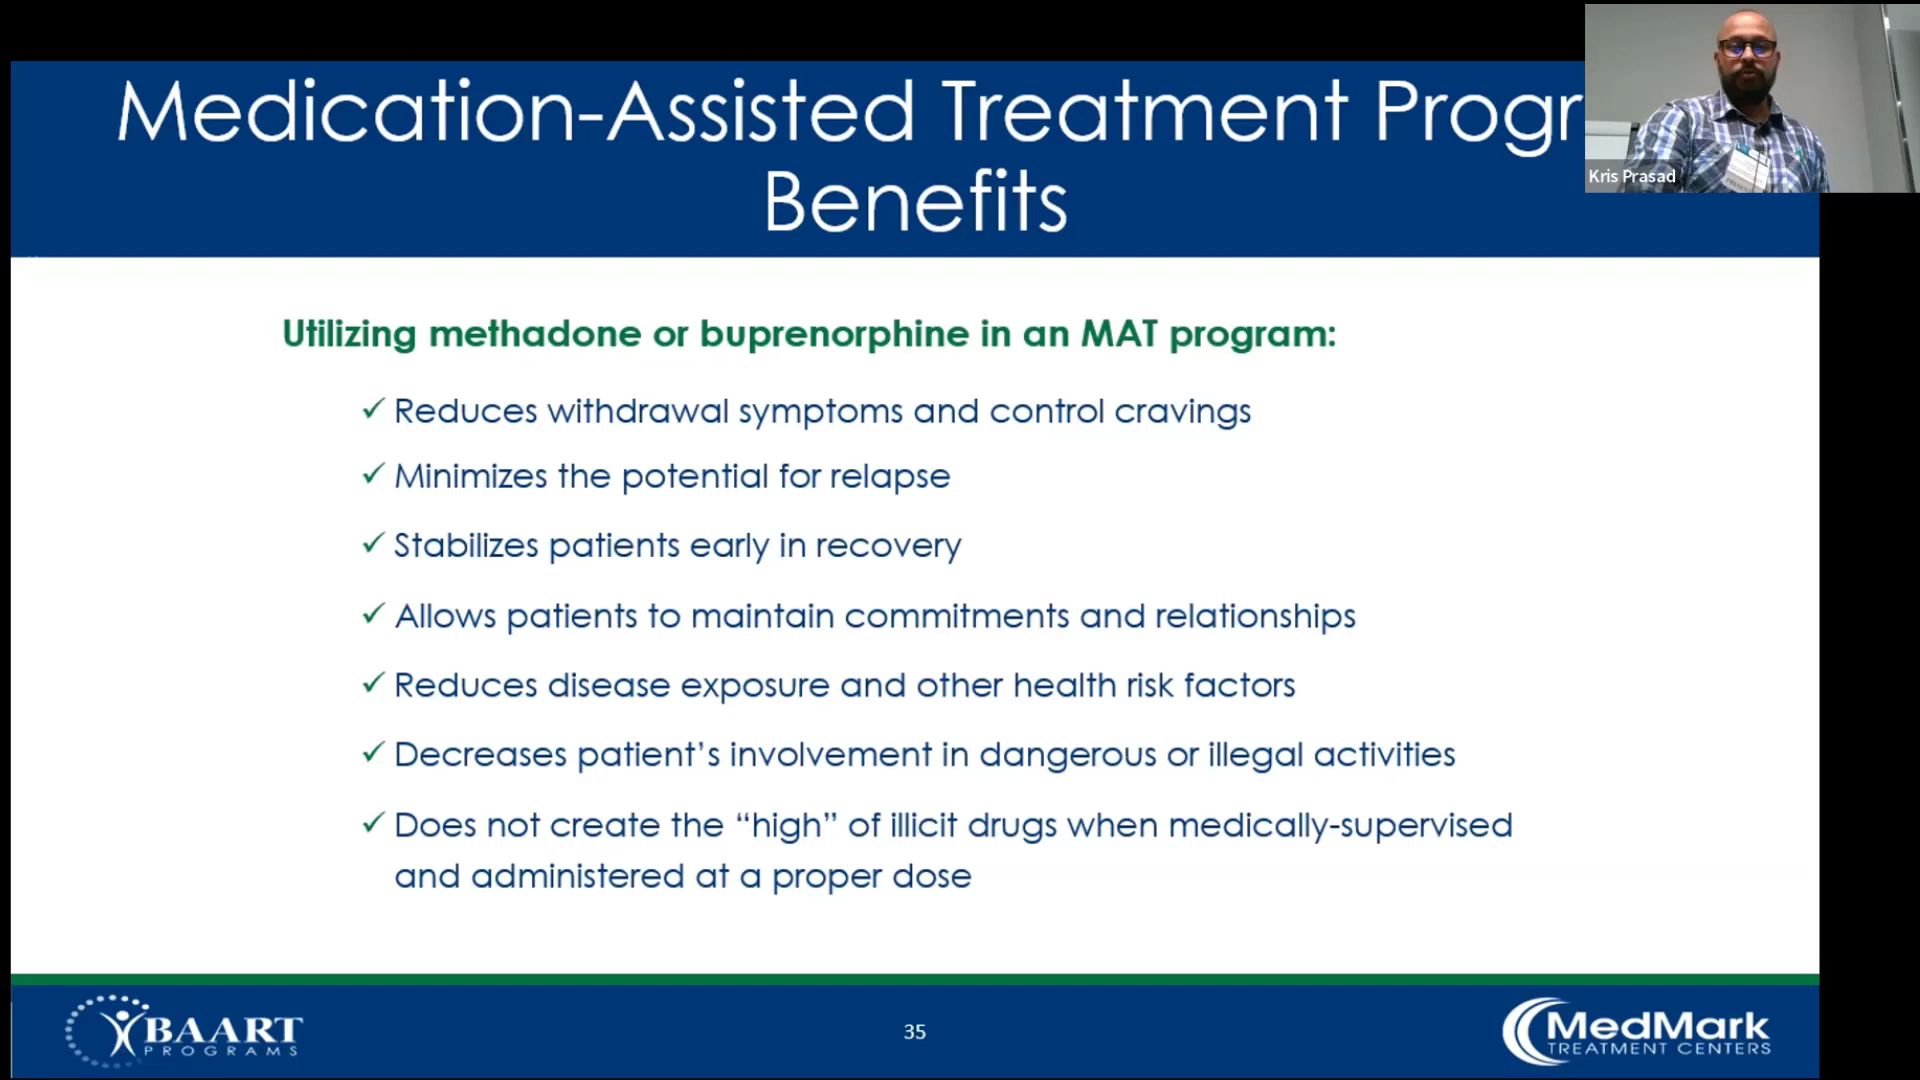 Medication-Assisted Treatment Progr
Benefits
Kris Prasad
Utilizing methadone or buprenorphine in an MAT program:
✓ Reduces withdrawal symptoms and control cravings
✓ Minimizes the potential for relapse
✓ Stabilizes patients early in recovery
✓ Allows patients to maintain commitments and relationships
✓ Reduces disease exposure and other health risk factors
✓ Decreases patient’s involvement in dangerous or illegal activities
✓ Does not create the “high” of illicit drugs when medically-supervised
and administered at a proper dose
BAART
PROGRAMS
35
MedMark
TREATMENT CENTERS